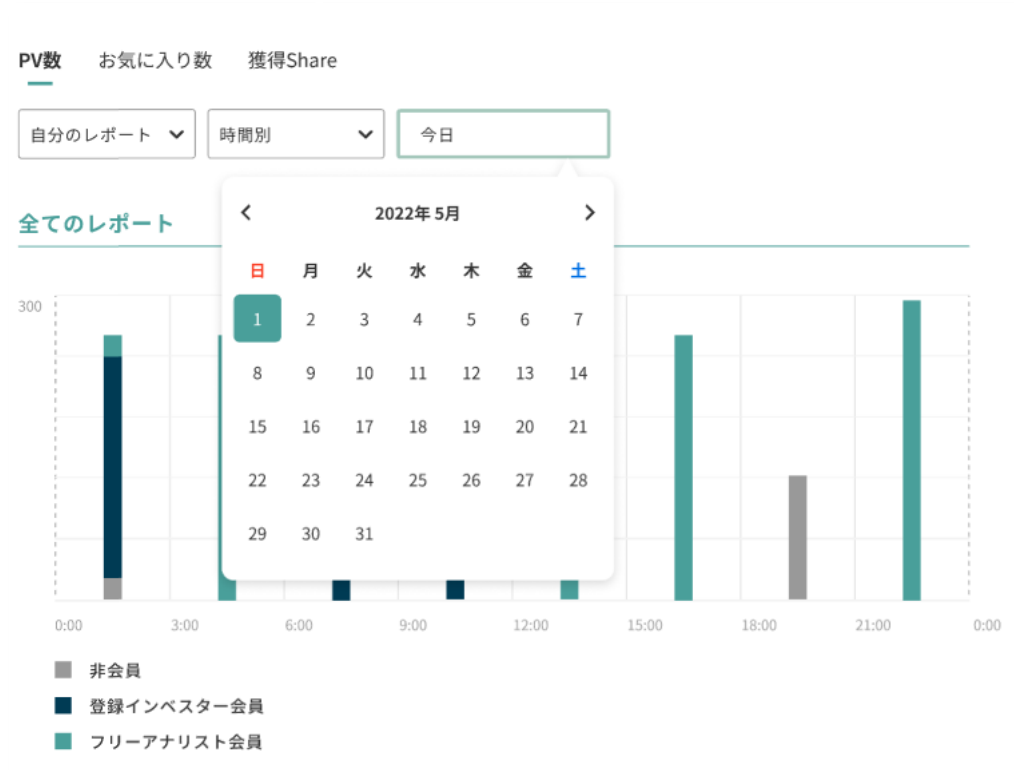 PV数 お気に入り数 獲得Share
自分のレポート 時間別 今日
全てのレポート
2022年 5月
日 月 火 水 木 金 土
1 2 3 4 5 6 7
8 9 10 11 12 13 14
15 16 17 18 19 20 21
22 23 24 25 26 27 28
29 30 31
300
0:00 3:00 6:00 9:00 12:00 15:00 18:00 21:00 0:00
非会員
登録インベスター会員
フリーアナリスト会員